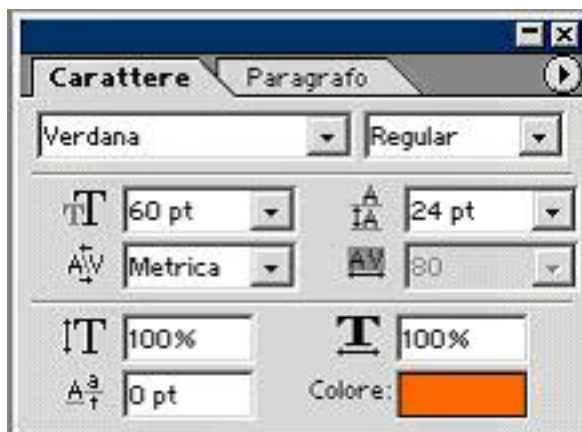 Carattere Paragrafo
Verdana Regular
60 pt 24 pt
Metrica 80
100% 100%
0 pt Colore: